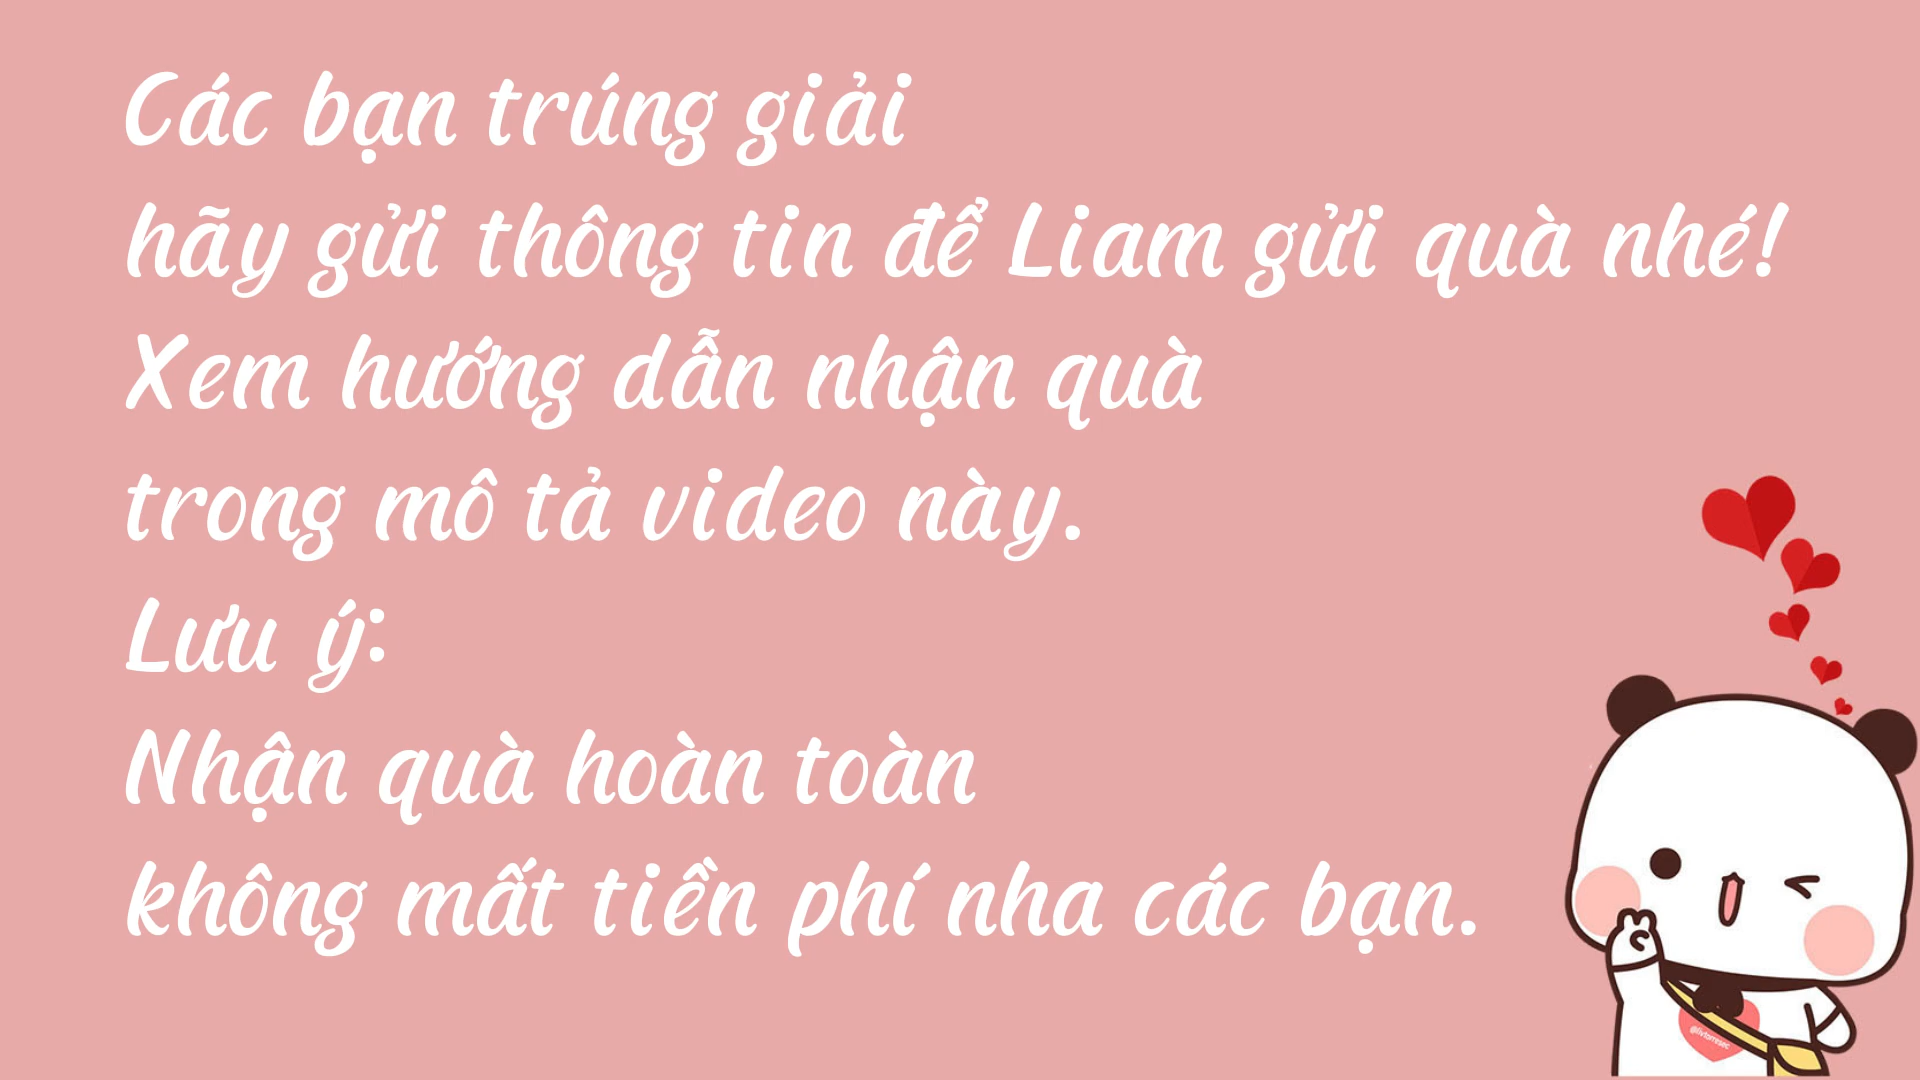 Các bạn trúng giải
hãy gửi thông tin để Liam gửi quà nhé!
Xem hướng dẫn nhận quà
trong mô tả video này.
Lưu ý:
Nhận quà hoàn toàn
không mất tiền phí nha các bạn.